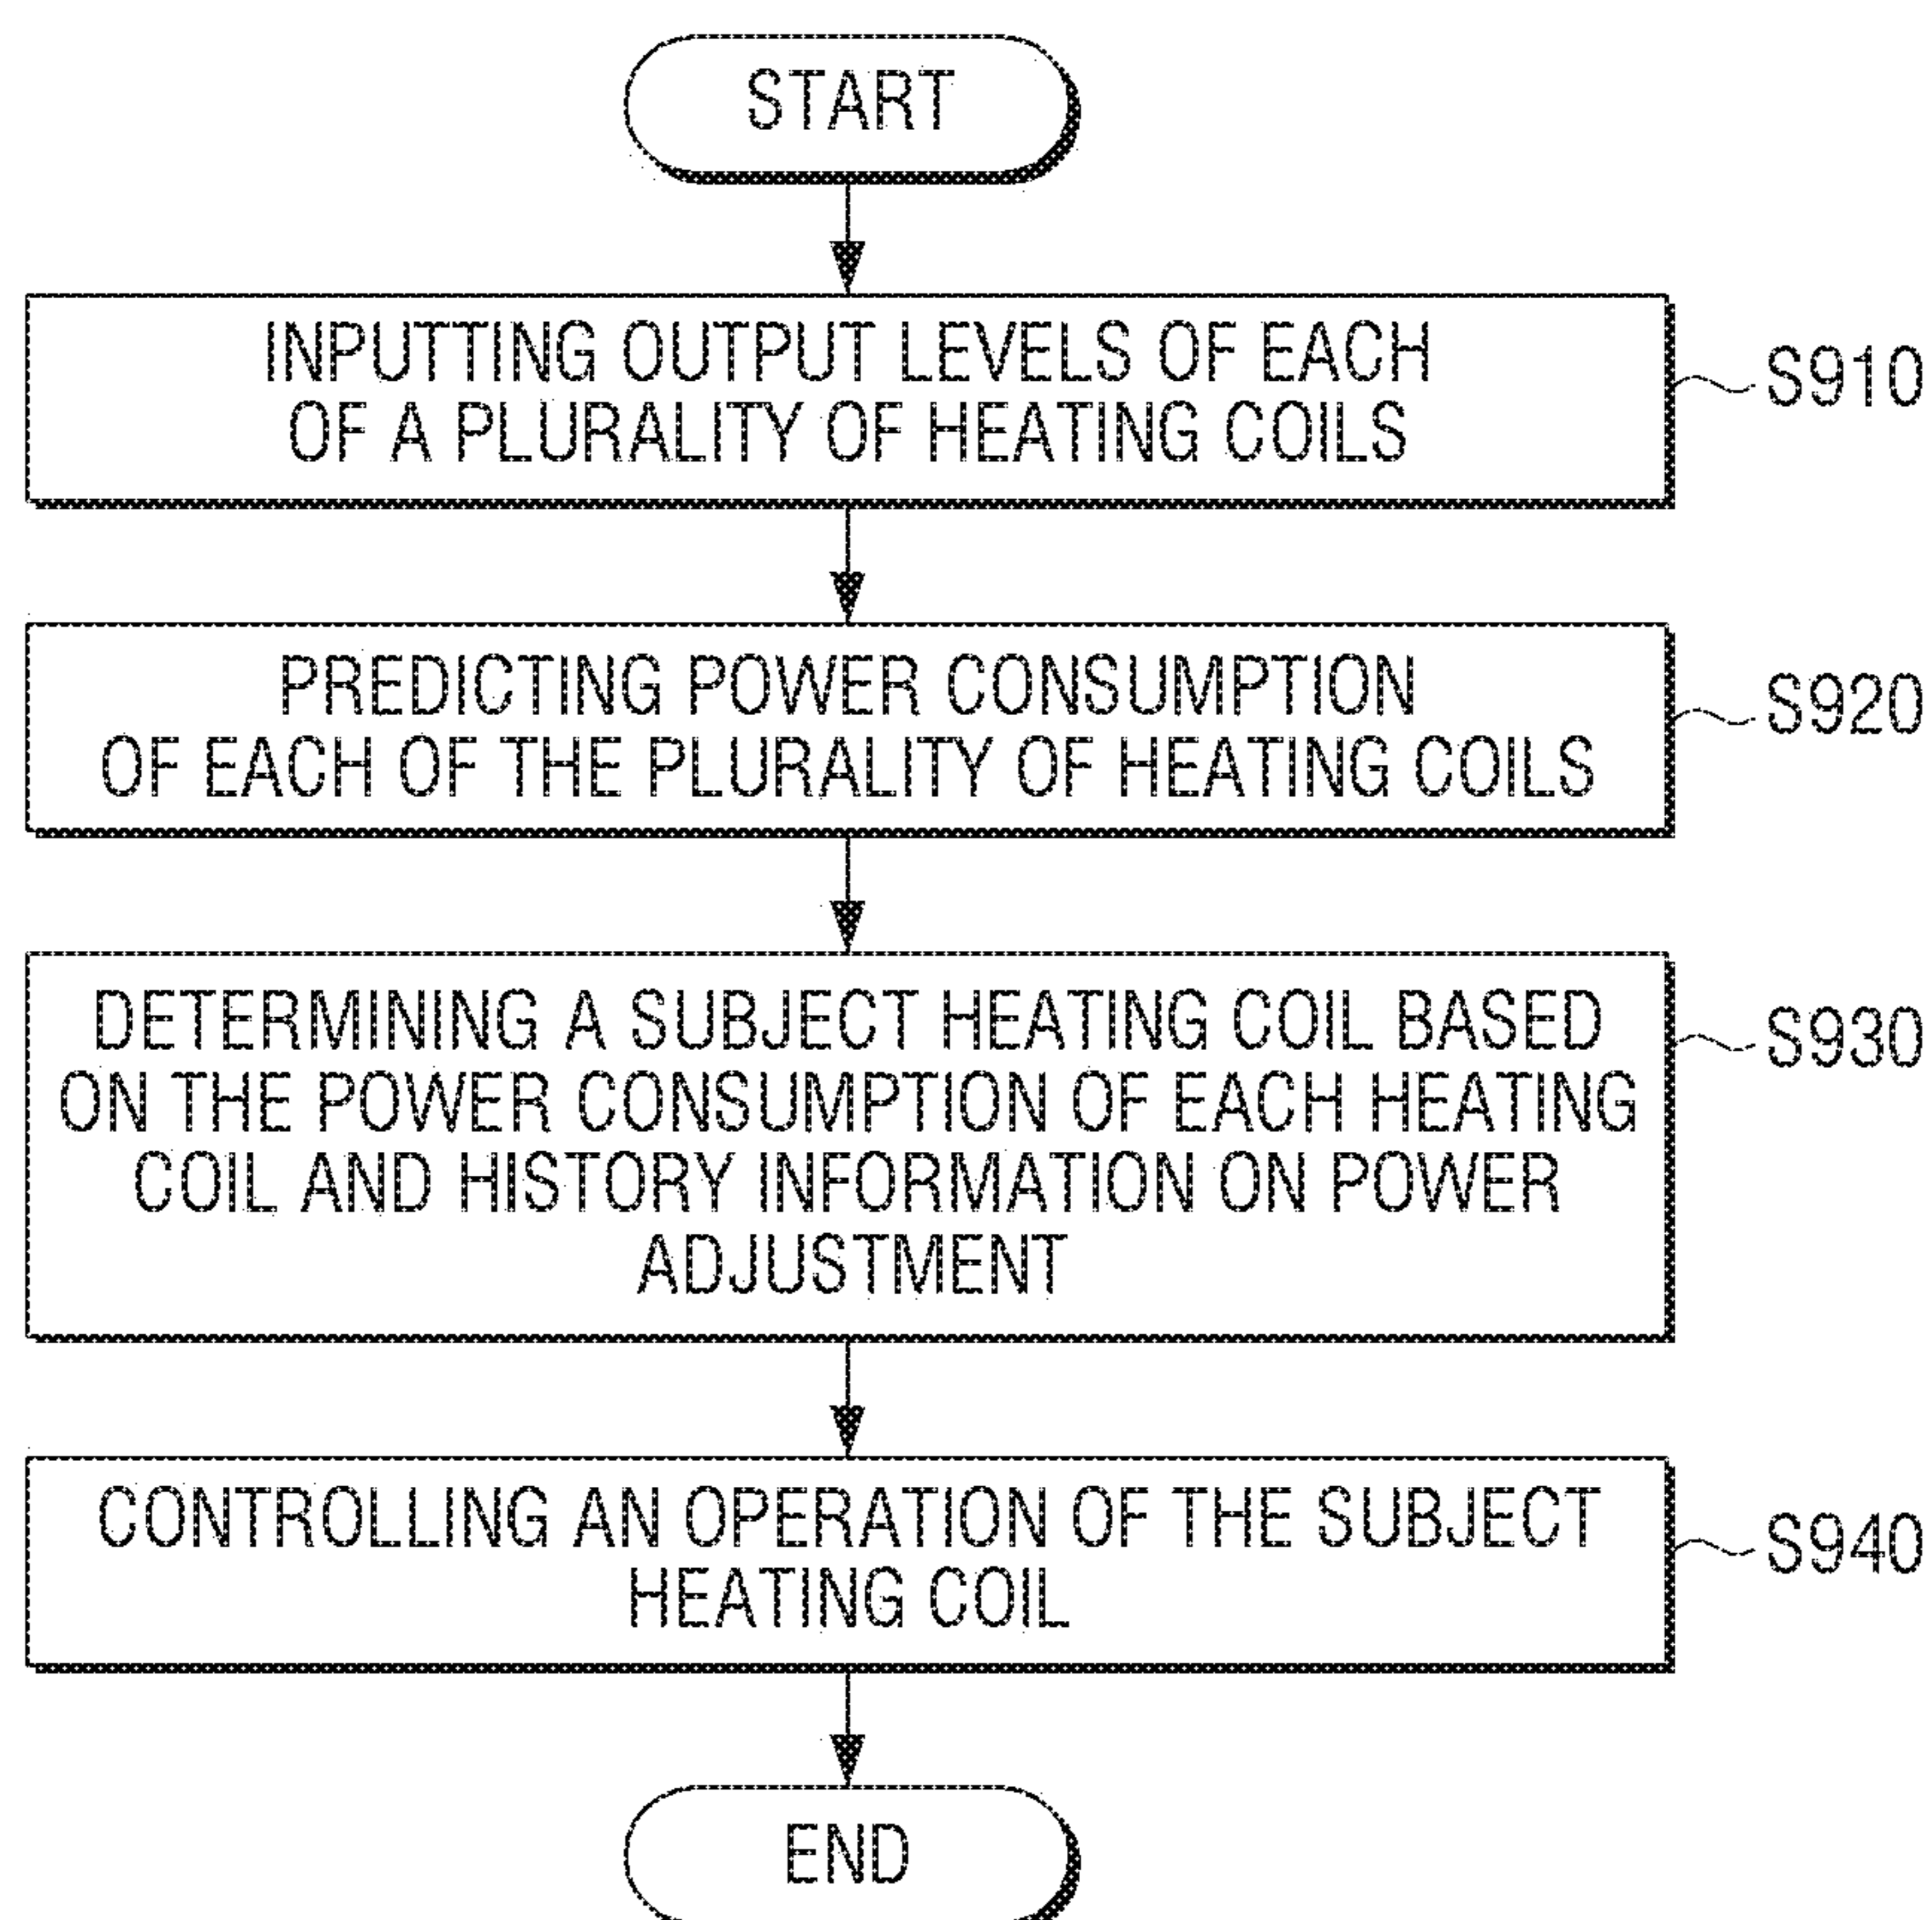 START
INPUTTING OUTPUT LEVELS OF EACH
OF A PLURALITY OF HEATING COILS
S910
PREDICTING POWER CONSUMPTION
OF EACH OF THE PLURALITY OF HEATING COILS
S920
DETERMINING A SUBJECT HEATING COIL BASED
ON THE POWER CONSUMPTION OF EACH HEATING
COIL AND HISTORY INFORMATION ON POWER
ADJUSTMENT
S930
CONTROLLING AN OPERATION OF THE SUBJECT
HEATING COIL
S940
END